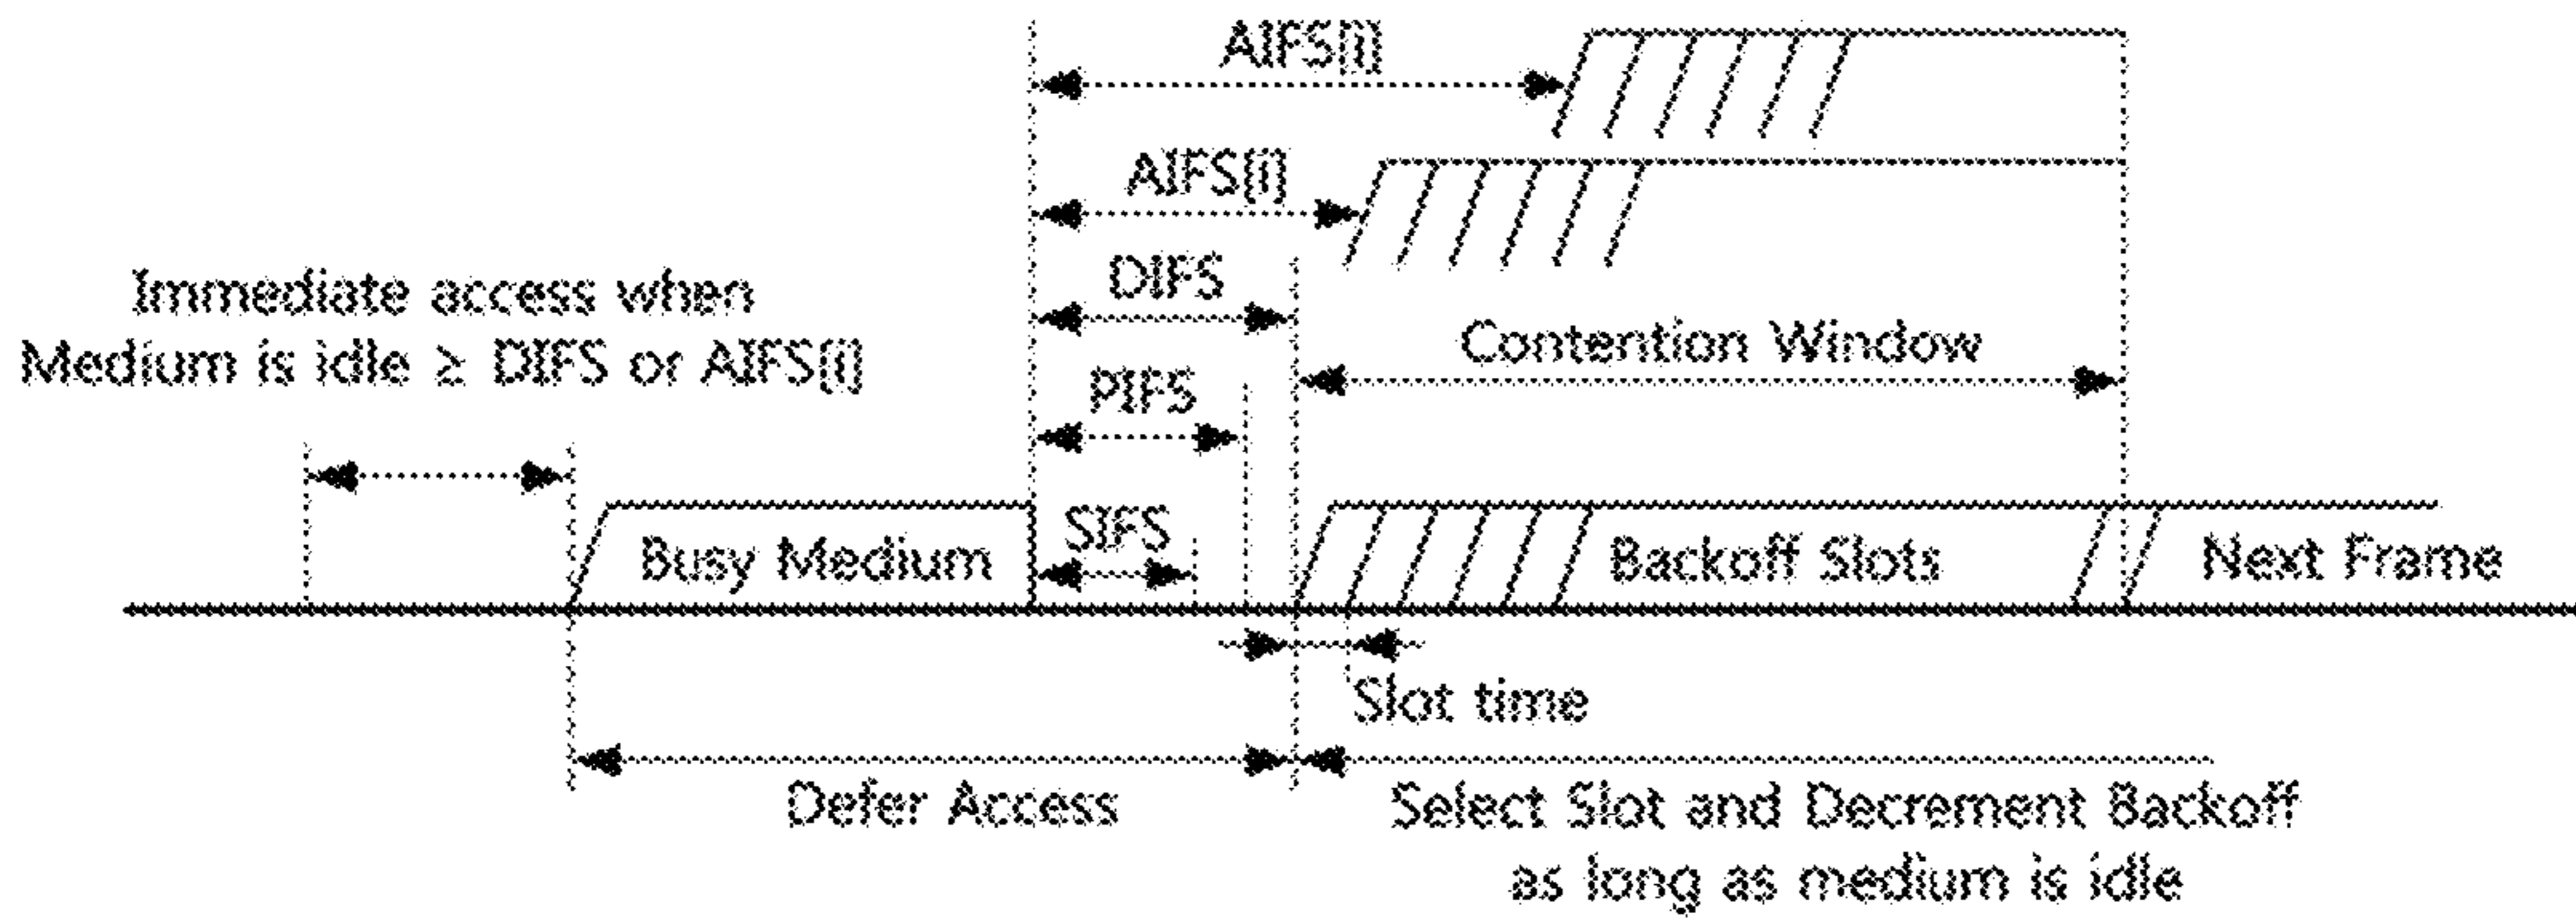 AIFS[i]
AIFS[i]
DIFS
Immediate access when
Medium is idle ≥ DIFS or AIFS[i]
Contention Window
PIFS
SIFS
Busy Medium
Backoff Slots
Next Frame
Slot time
Defer Access
Select Slot and Decrement Backoff
as long as medium is idle